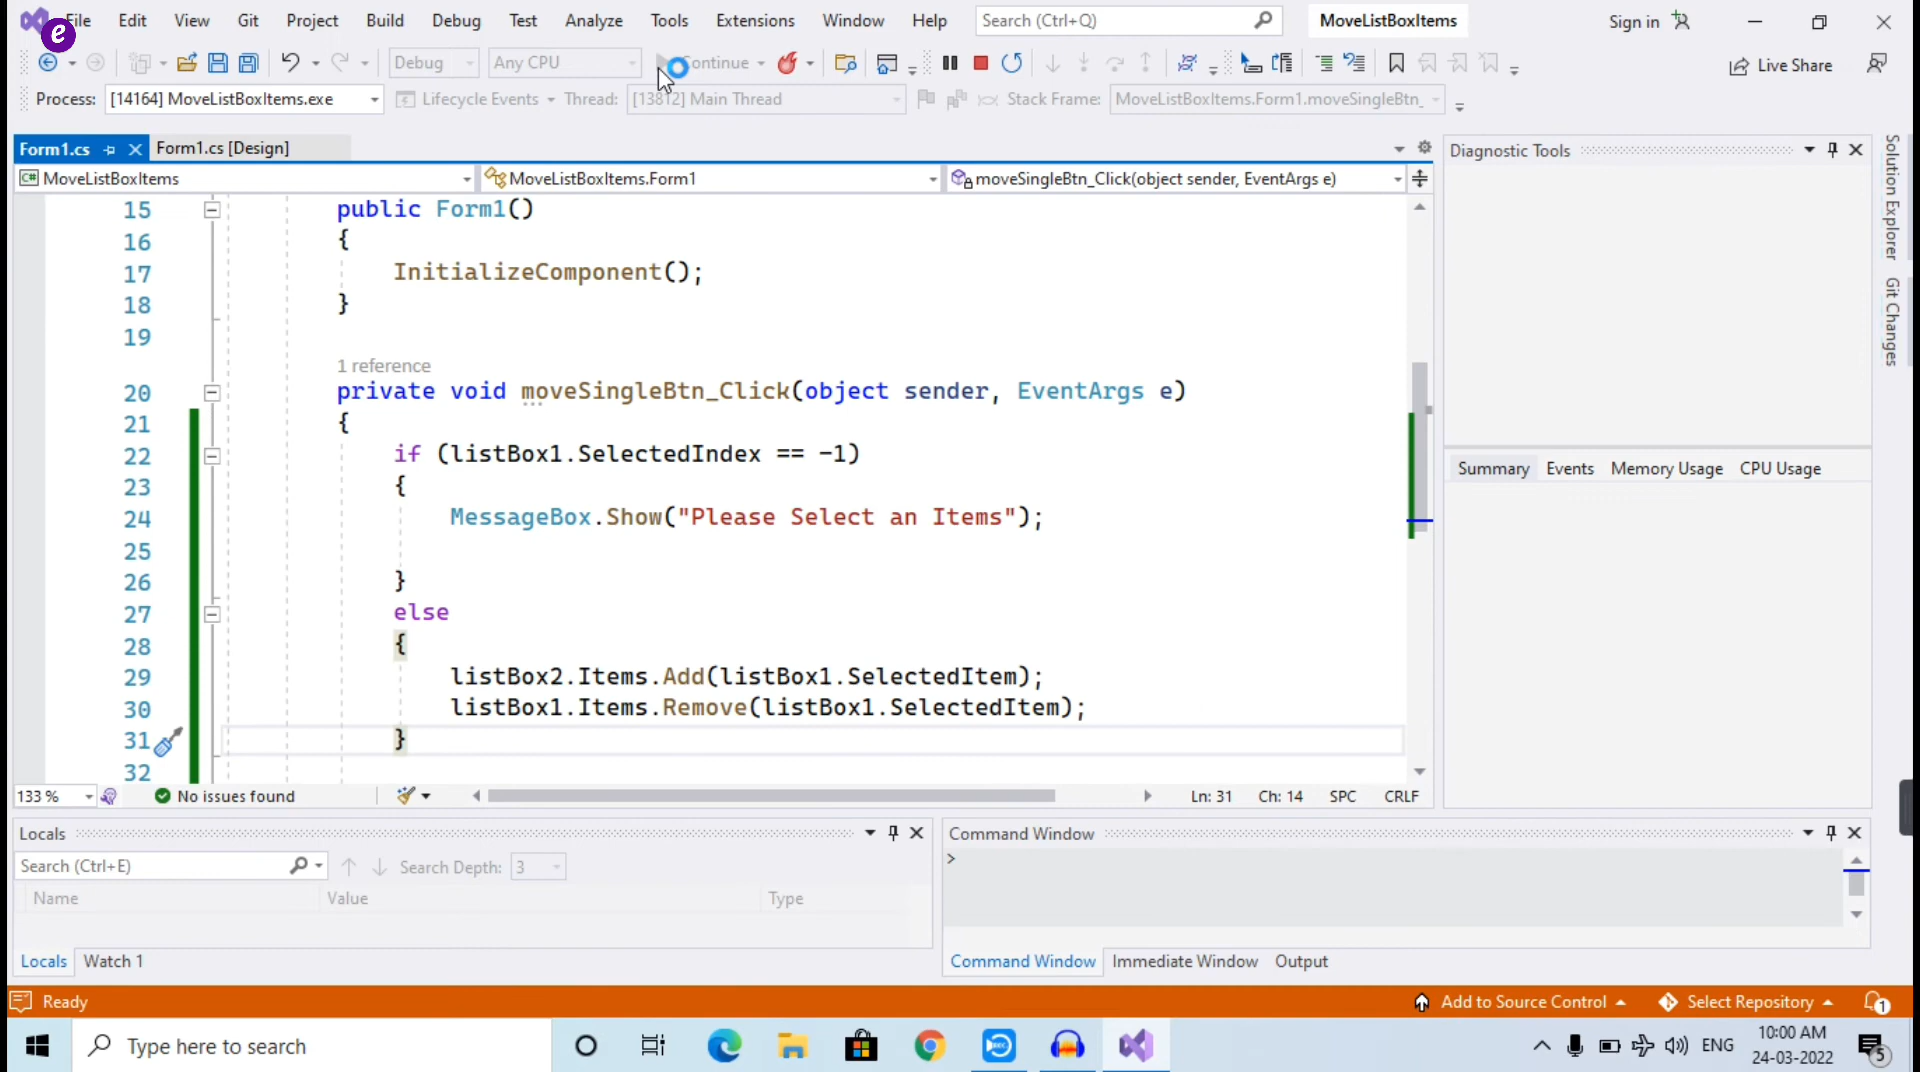 File Edit View Git Project Build Debug Test Analyze Tools Extensions Window Help Search (Ctrl+Q) MoveListBoxItems Sign in
e
Debug Any CPU Continue Live Share
Process: [14164] MoveListBoxItems.exe Lifecycle Events Thread: [13812] Main Thread Stack Frame: MoveListBoxItems.Form1.moveSingleBtn_
Form1.cs Form1.cs [Design] Diagnostic Tools
C# MoveListBoxItems MoveListBoxItems.Form1 moveSingleBtn_Click(object sender, EventArgs e)
Solution Explorer
Git Changes
15 public Form1()
16 {
17 InitializeComponent();
18 }
19
1 reference
20 private void moveSingleBtn_Click(object sender, EventArgs e)
21 {
22 if (listBox1.SelectedIndex == -1)
23 {
24 MessageBox.Show("Please Select an Items");
25
26 }
27 else
28 {
29 listBox2.Items.Add(listBox1.SelectedItem);
30 listBox1.Items.Remove(listBox1.SelectedItem);
31 }
32
Summary Events Memory Usage CPU Usage
133 % No issues found Ln: 31 Ch: 14 SPC CRLF
Locals
Search (Ctrl+E) Search Depth: 3
Name Value Type
Locals Watch 1
Command Window
>
Command Window Immediate Window Output
Ready Add to Source Control Select Repository 1
Type here to search ENG 10:00 AM
24-03-2022 5